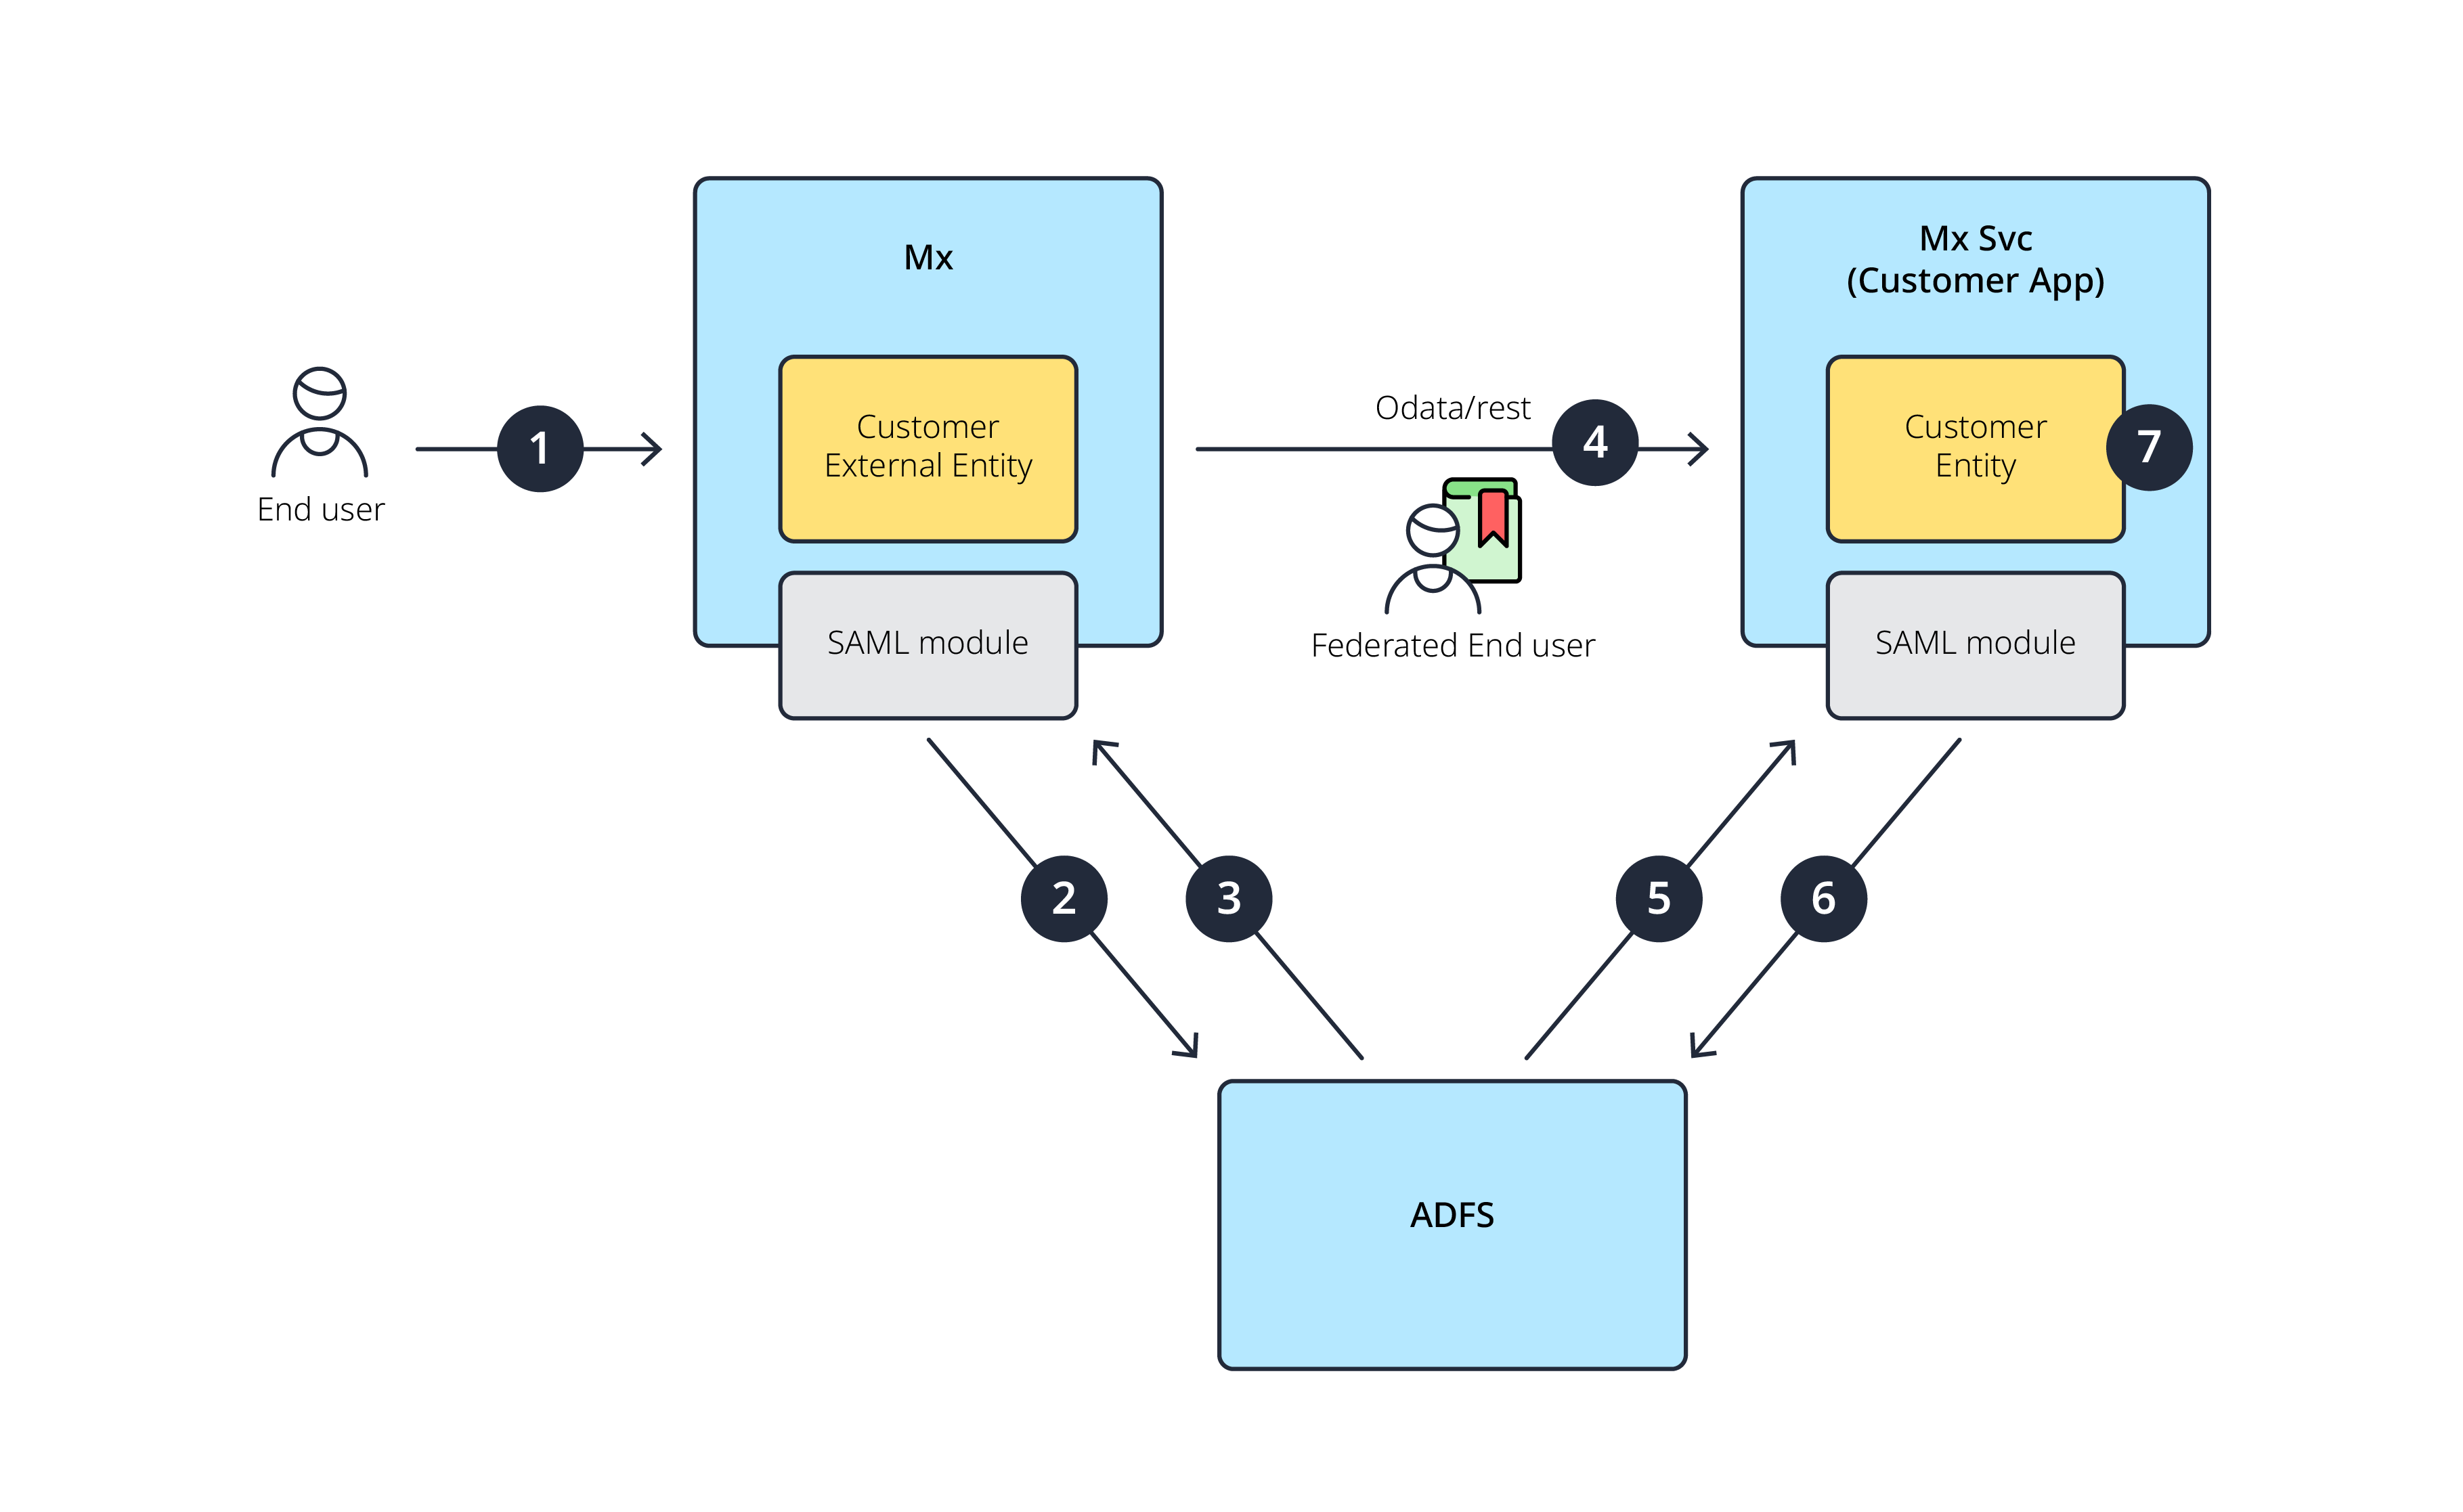 Mx
Mx Svc
(Customer App)
End user
1
Customer
External Entity
Odata/rest
4
Customer
Entity
7
SAML module
Federated End user
SAML module
2
3
5
6
ADFS